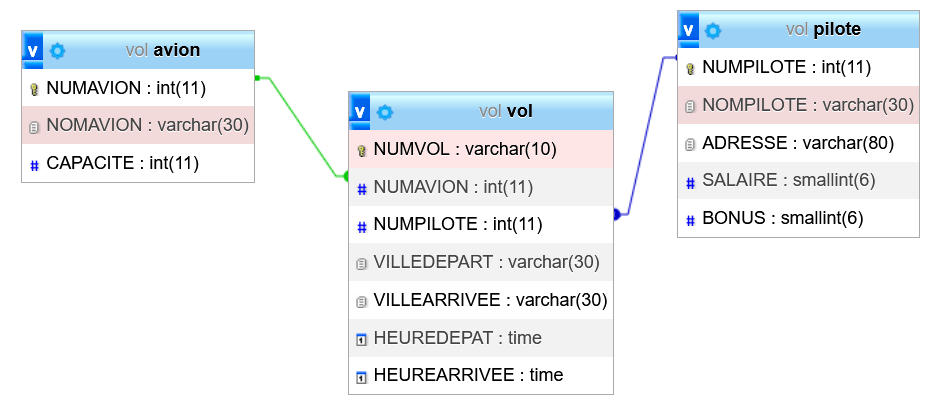 v vol avion
NUMAVION : int(11)
NOMAVION : varchar(30)
# CAPACITE : int(11)
v vol vol
NUMVOL : varchar(10)
# NUMAVION : int(11)
# NUMPILOTE : int(11)
VILLEDEPART : varchar(30)
VILLEARRIVEE : varchar(30)
HEUREDEPAT : time
HEUREARRIVEE : time
v vol pilote
NUMPILOTE : int(11)
NOMPILOTE : varchar(30)
ADRESSE : varchar(80)
# SALAIRE : smallint(6)
# BONUS : smallint(6)